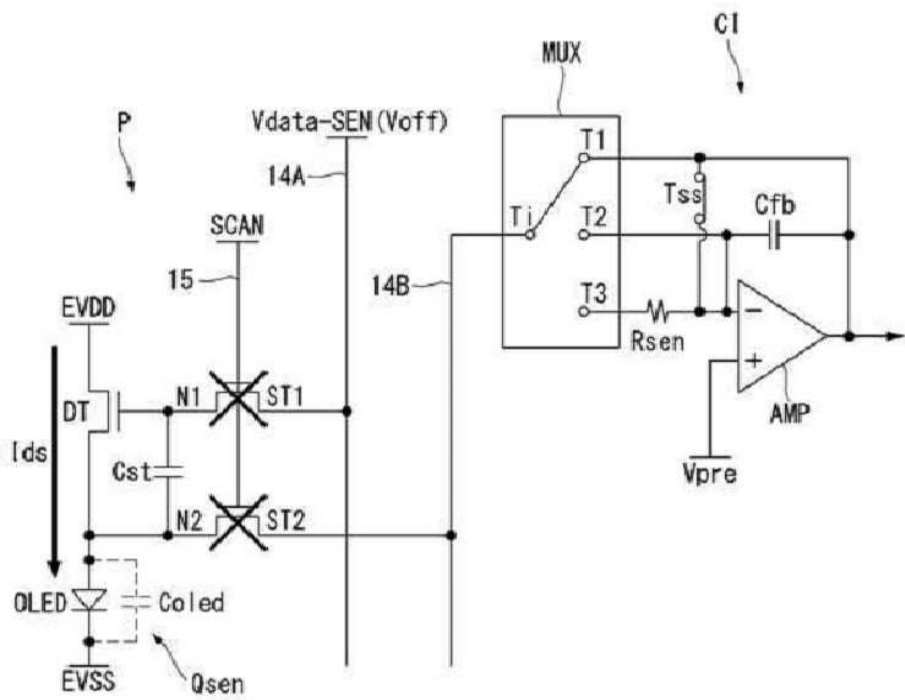 CI
MUX
P
Vdata-SEN(Voff)
T1
14A
Tss
Cfb
SCAN
Ti
T2
15
14B
T3
EVDD
Rsen
−
+
AMP
DT
N1
ST1
Ids
Cst
Vpre
N2
ST2
OLED
Coled
EVSS
Qsen